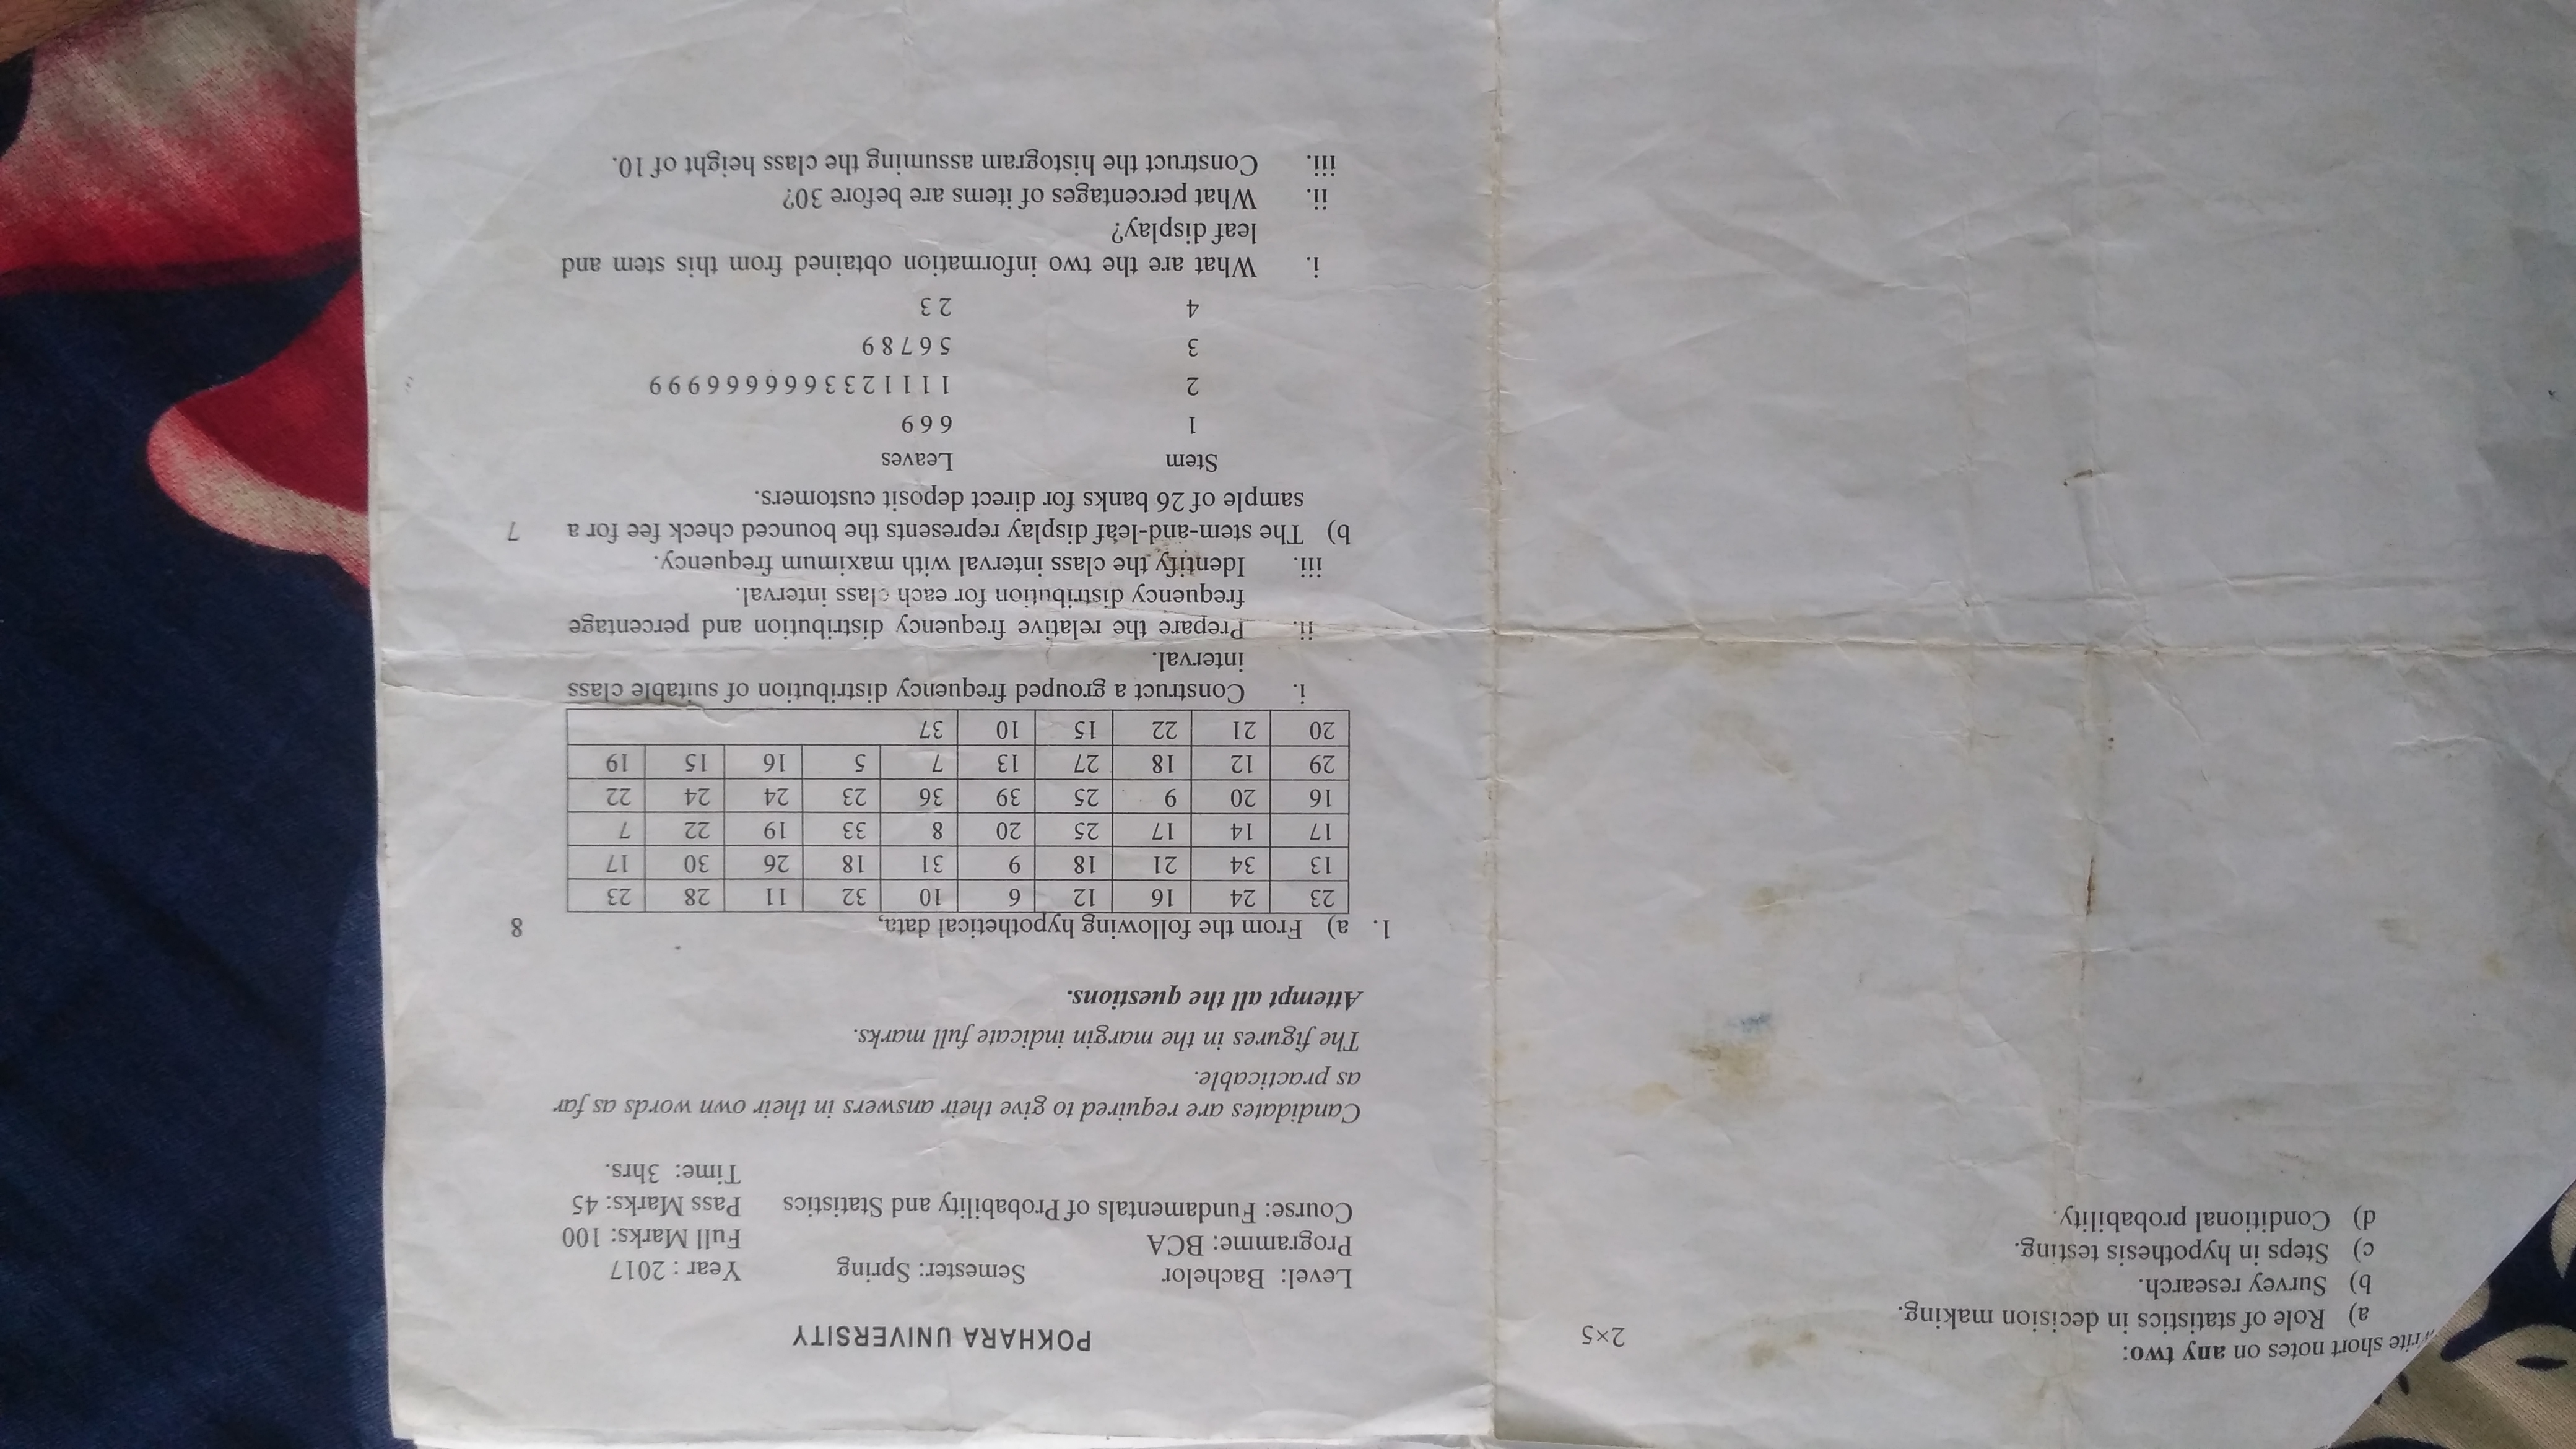 short notes on any two: 2×5
a) Role of statistics in decision making.
b) Survey research.
c) Steps in hypothesis testing.
d) Conditional probability.
POKHARA UNIVERSITY
Level: Bachelor Semester: Spring Year : 2017
Programme: BCA Full Marks: 100
Course: Fundamentals of Probability and Statistics Pass Marks: 45
Time: 3hrs.
Candidates are required to give their answers in their own words as far
as practicable.
The figures in the margin indicate full marks.
Attempt all the questions.
1. a) From the following hypothetical data, 8
23 24 16 12 6 10 32 11 28 23
13 34 21 18 9 31 18 26 30 17
17 14 17 25 20 8 33 19 22 7
16 20 9 25 39 36 23 24 24 22
29 12 18 27 13 7 5 16 15 19
20 21 22 15 10 37
i. Construct a grouped frequency distribution of suitable class
interval.
ii. Prepare the relative frequency distribution and percentage
frequency distribution for each class interval.
iii. Identify the class interval with maximum frequency.
b) The stem-and-leaf display represents the bounced check fee for a 7
sample of 26 banks for direct deposit customers.
Stem Leaves
1 6 6 9
2 1 1 1 1 2 3 3 6 6 6 6 6 6 9 9 9
3 5 6 7 8 9
4 2 3
i. What are the two information obtained from this stem and
leaf display?
ii. What percentages of items are before 30?
iii. Construct the histogram assuming the class height of 10.